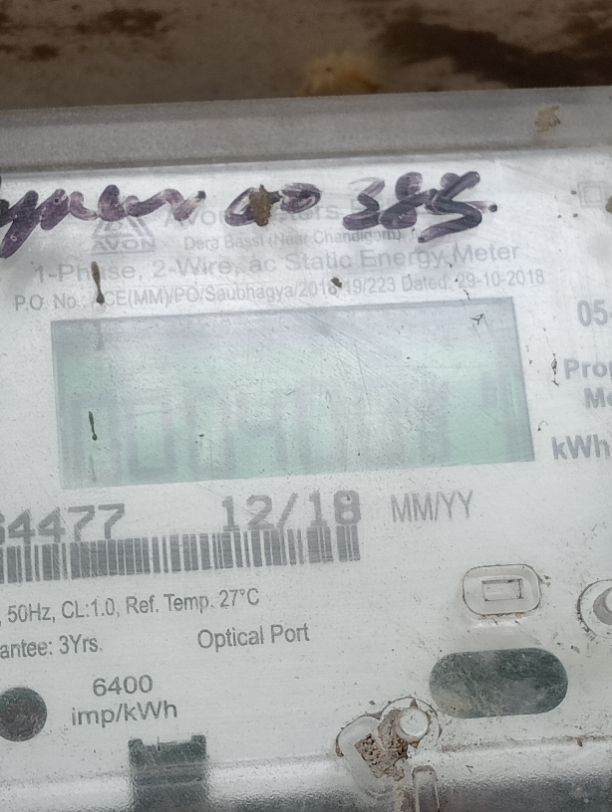 00 385
AVON
Dera Bassi (Near Chandigarh)
1-Phase, 2-Wire, ac Static Energy Meter
P.O. No.: CE(MM)/PO/Saubhagya/2018-19/223 Dated: 29-10-2018
05-
kWh
4477 12/18 MM/YY
, 50Hz, CL:1.0, Ref. Temp. 27°C
antee: 3Yrs. Optical Port
6400
imp/kWh